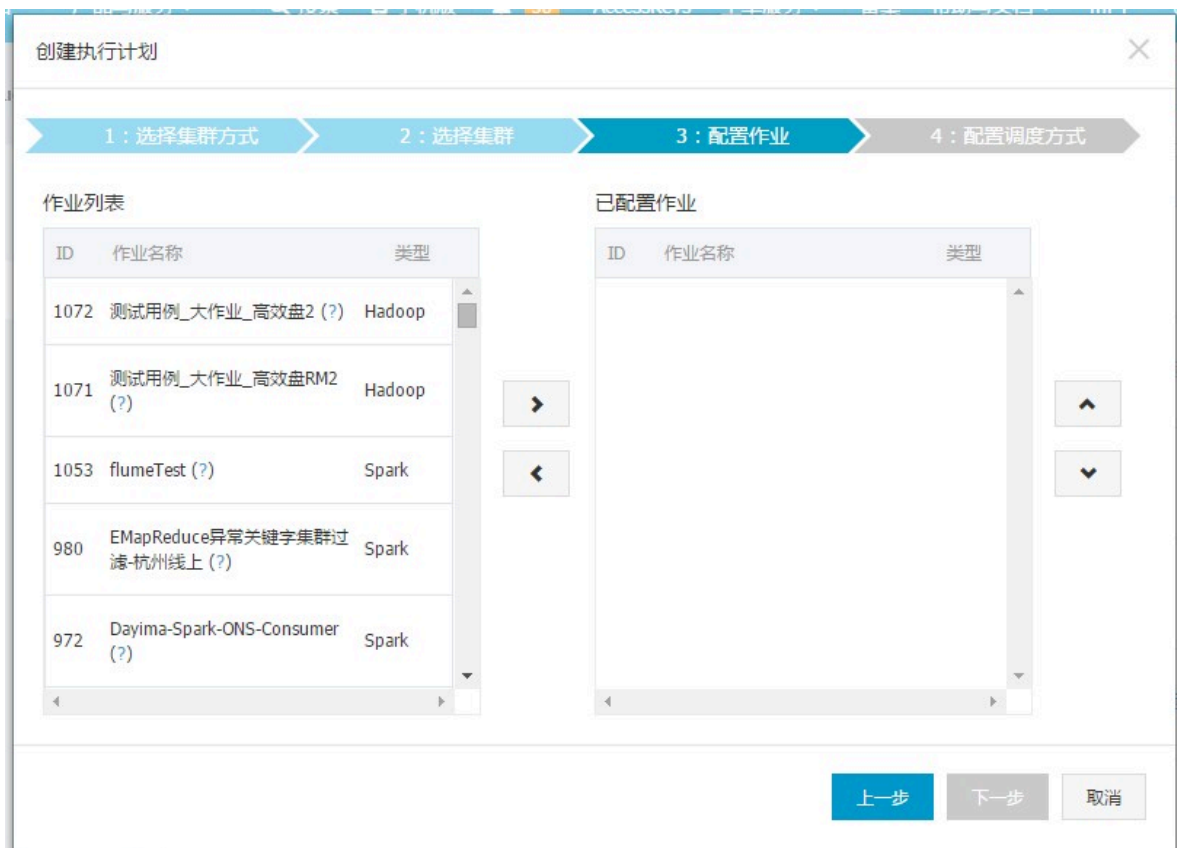 创建执行计划
1：选择集群方式
2：选择集群
3：配置作业
4：配置调度方式
作业列表
已配置作业
ID 作业名称 类型
ID 作业名称 类型
1072 测试用例_大作业_高效盘2 (?) Hadoop
1071 测试用例_大作业_高效盘RM2 Hadoop
(?)
1053 flumeTest (?) Spark
980 EMapReduce异常关键字集群过 Spark
滤-杭州线上 (?)
972 Dayima-Spark-ONS-Consumer Spark
(?)
上一步
下一步
取消